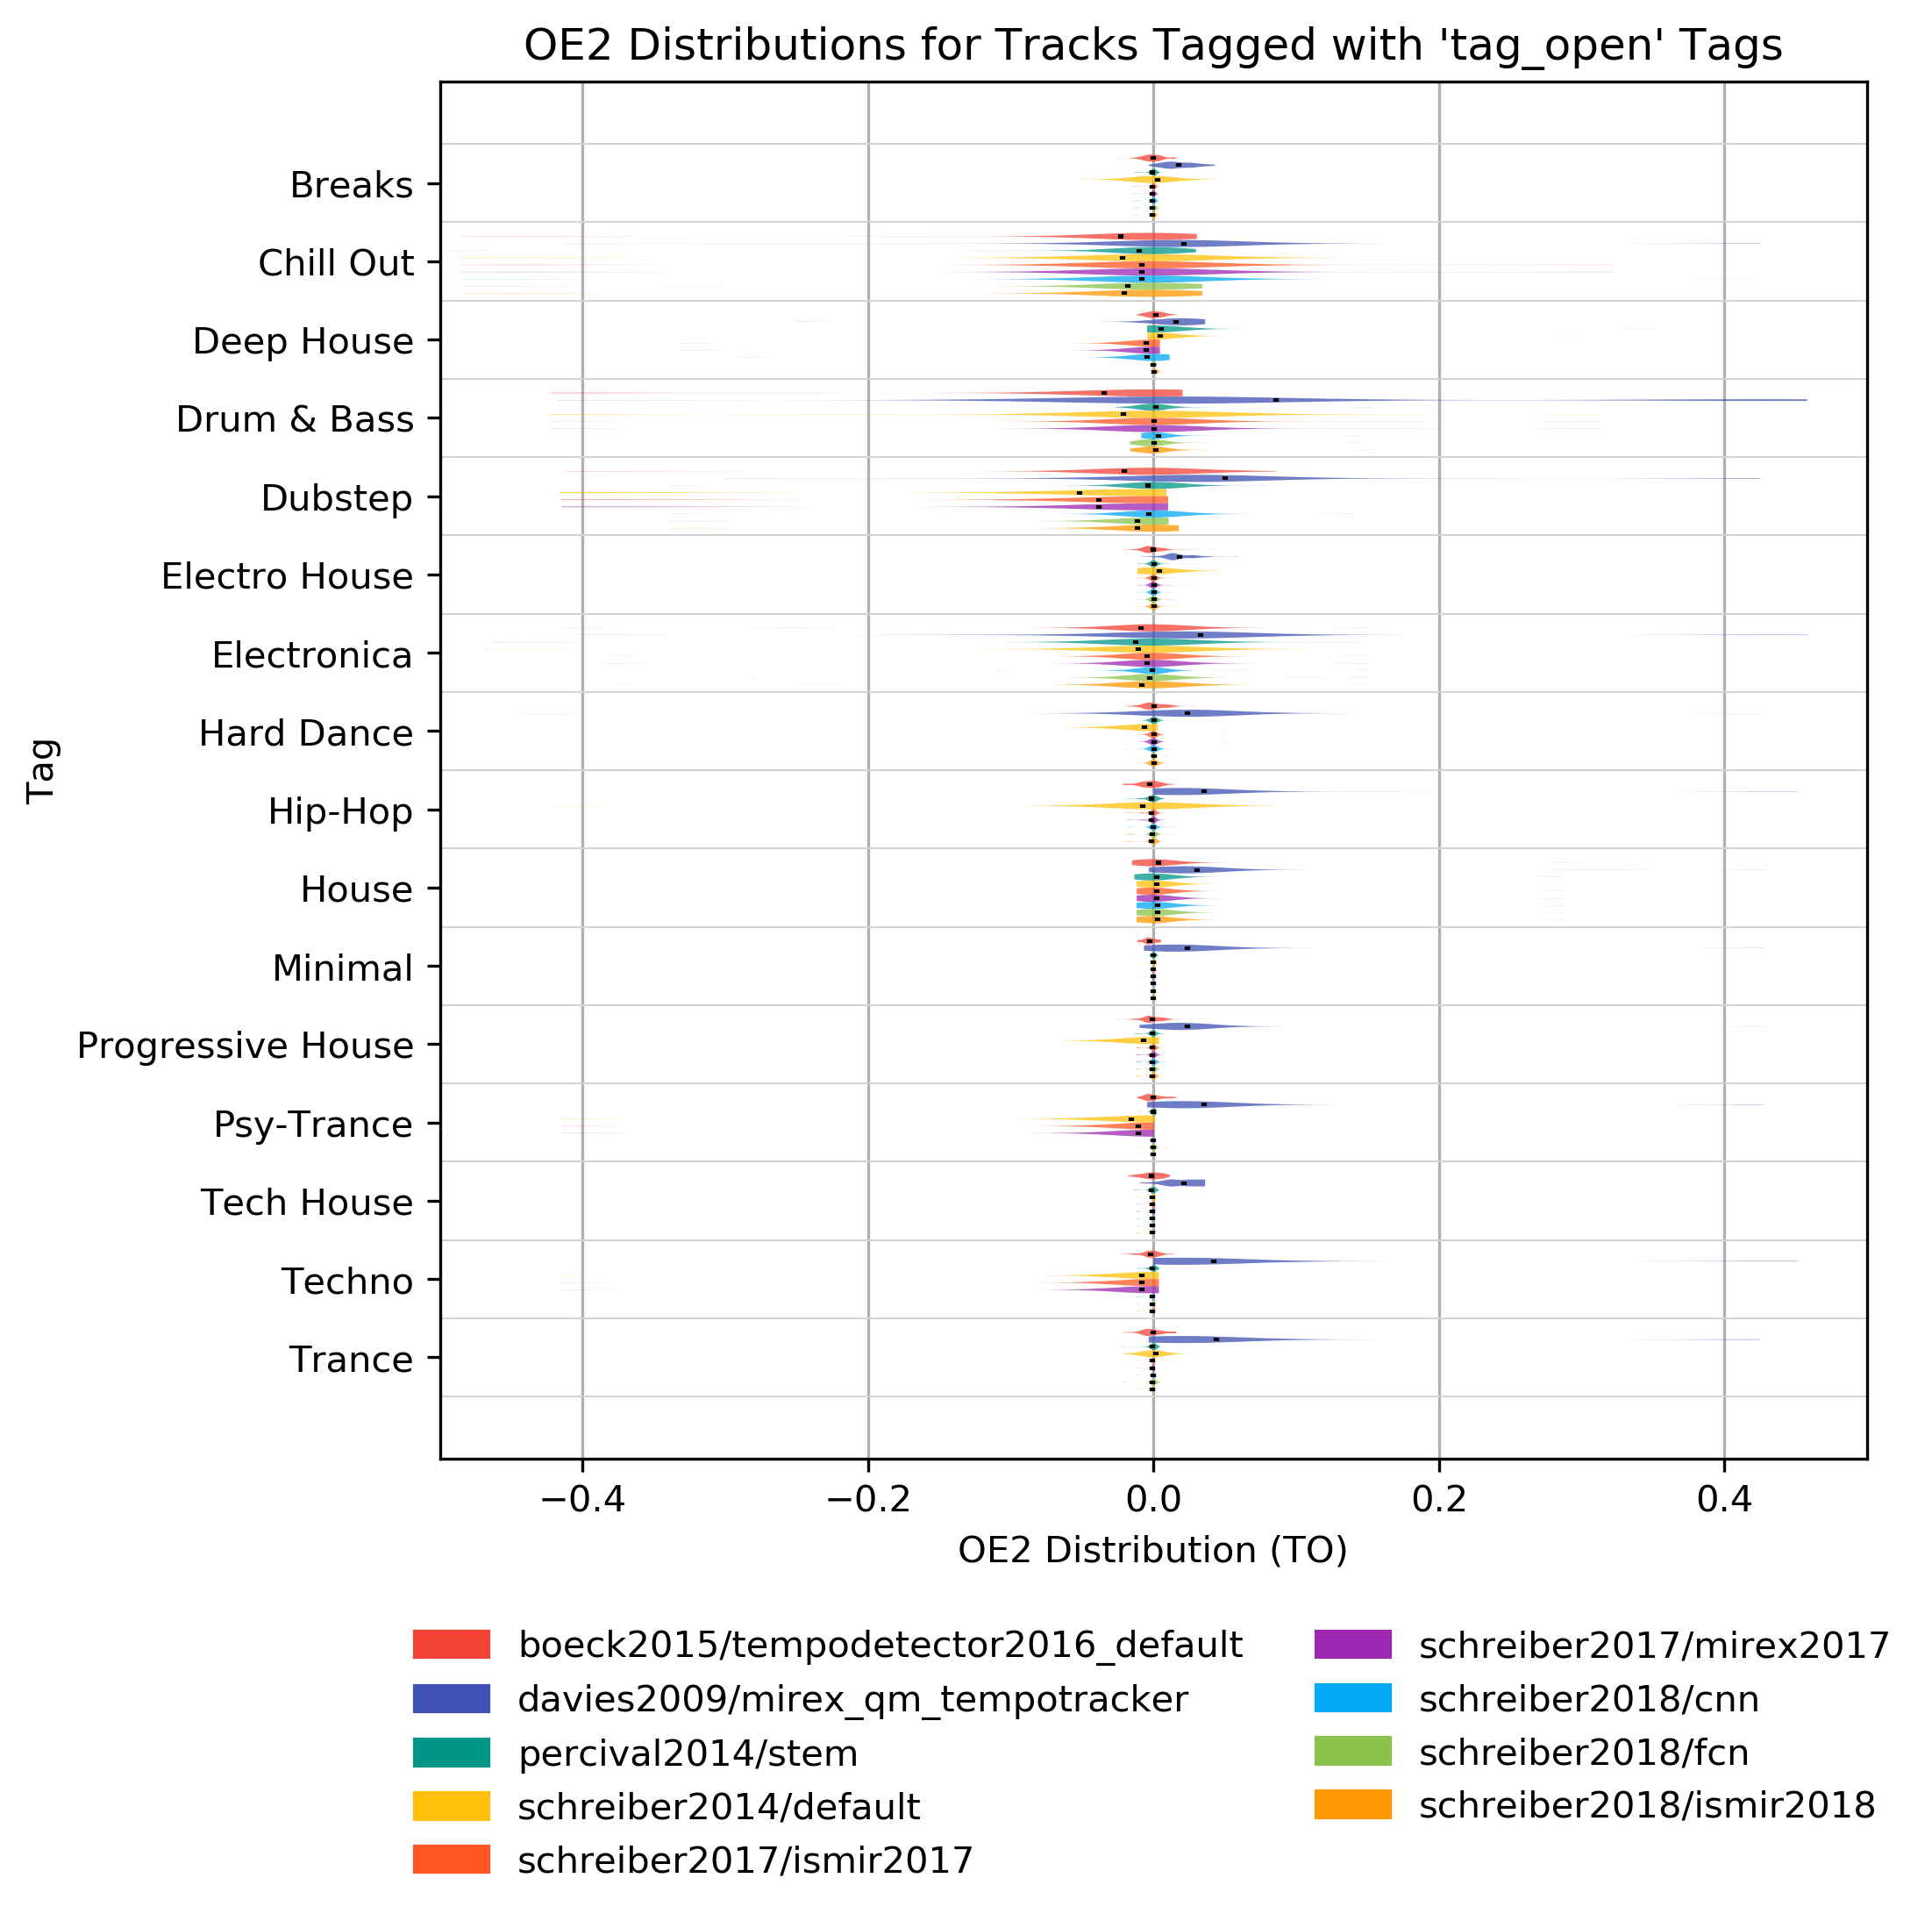 OE2 Distributions for Tracks Tagged with 'tag_open' Tags
Tag
Breaks
Chill Out
Deep House
Drum & Bass
Dubstep
Electro House
Electronica
Hard Dance
Hip-Hop
House
Minimal
Progressive House
Psy-Trance
Tech House
Techno
Trance
−0.4 −0.2 0.0 0.2 0.4
OE2 Distribution (TO)
boeck2015/tempodetector2016_default
davies2009/mirex_qm_tempotracker
percival2014/stem
schreiber2014/default
schreiber2017/ismir2017
schreiber2017/mirex2017
schreiber2018/cnn
schreiber2018/fcn
schreiber2018/ismir2018